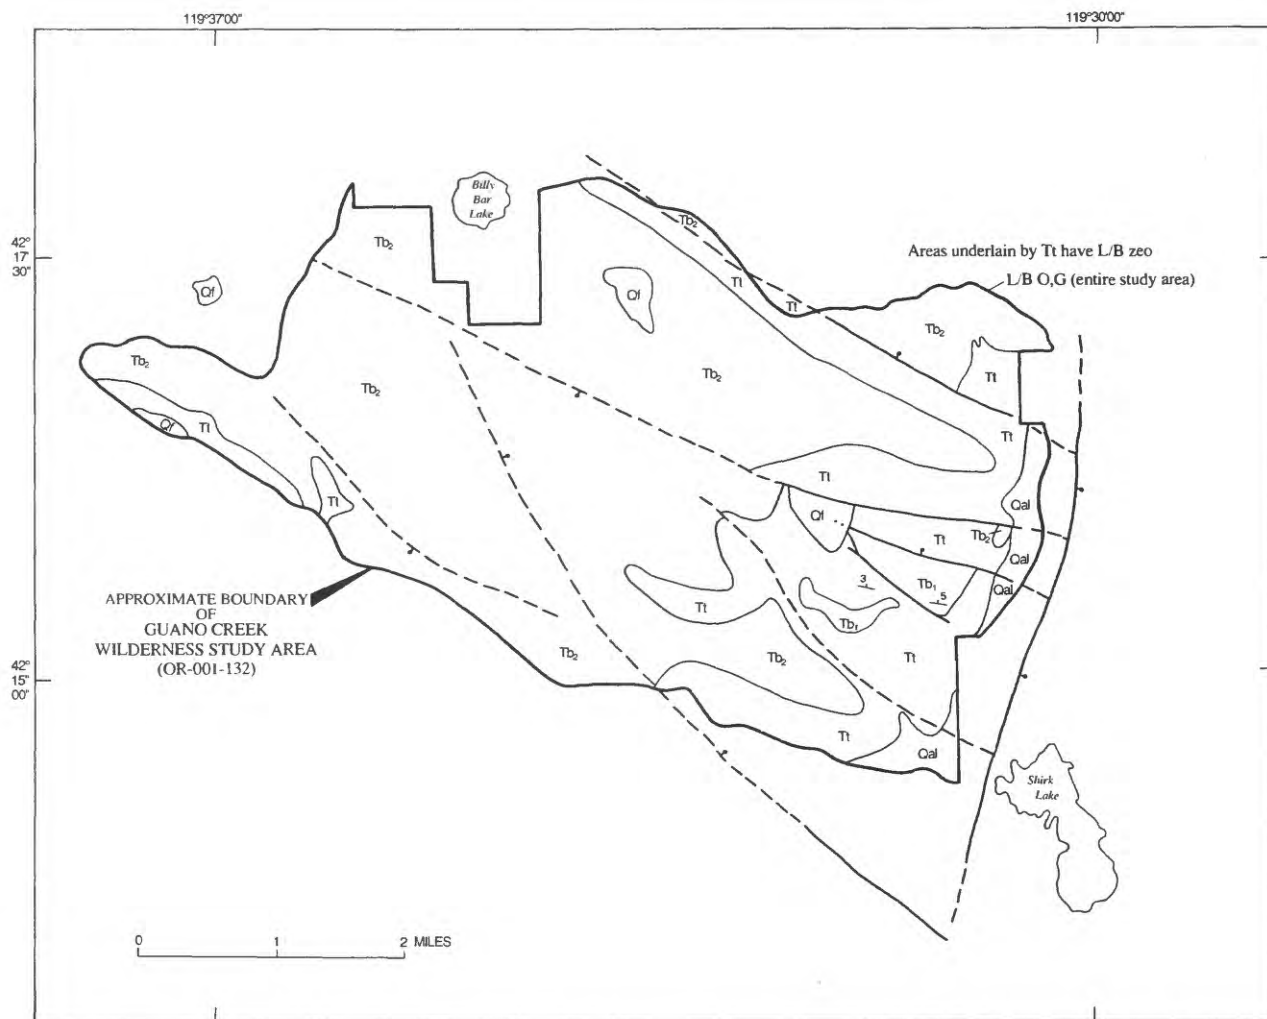 119°37'00"
119°30'00"
Billy
Bar
Lake
Tb₂
Tb₂
42°
17'
30"
Areas underlain by Tt have L/B zeo
L/B O,G (entire study area)
Qf
Qf
Tt
Tt
Tb₂
Tb₂
Tb₂
Tb₂
Tt
Qf
Tt
Tt
Tt
Tt
Qal
Qf
Tt
Tb₂
Qal
3
Tb₁
5
Qal
APPROXIMATE BOUNDARY
OF
GUANO CREEK
WILDERNESS STUDY AREA
(OR-001-132)
Tt
Tb₁
Tb₂
Tb₂
Tt
42°
15'
00"
Tt
Qal
Shirk
Lake
0 1 2 MILES